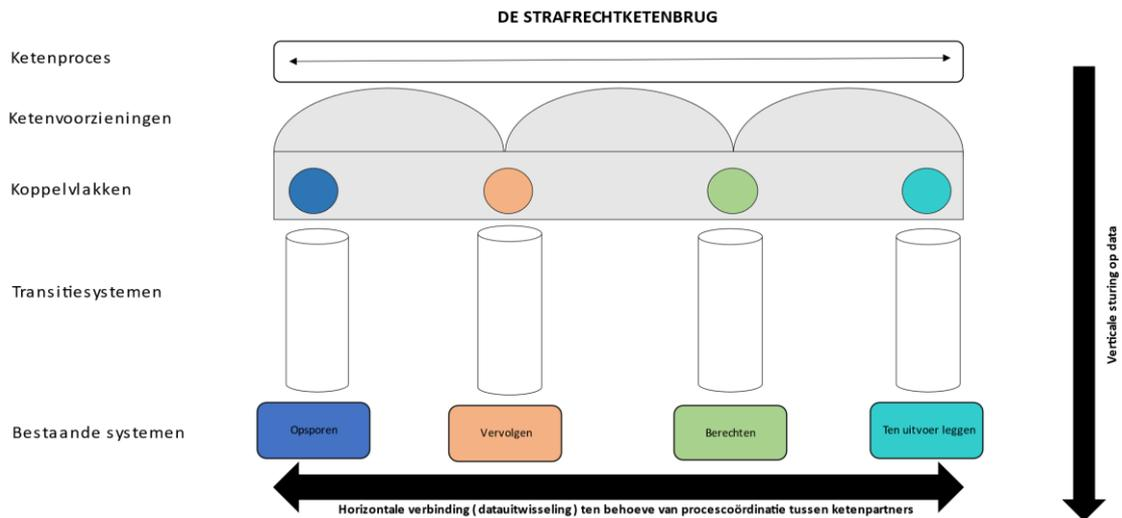 DE STRAFRECHTKETENBRUG
Ketenproces
Ketenvoorzieningen
Koppelvlakken
Transitiesystemen
Verticale sturing op data
Bestaande systemen
Opsporen
Vervolgen
Berechten
Ten uitvoer leggen
Horizontale verbinding (datauitwisseling) ten behoeve van procescoördinatie tussen ketenpartners